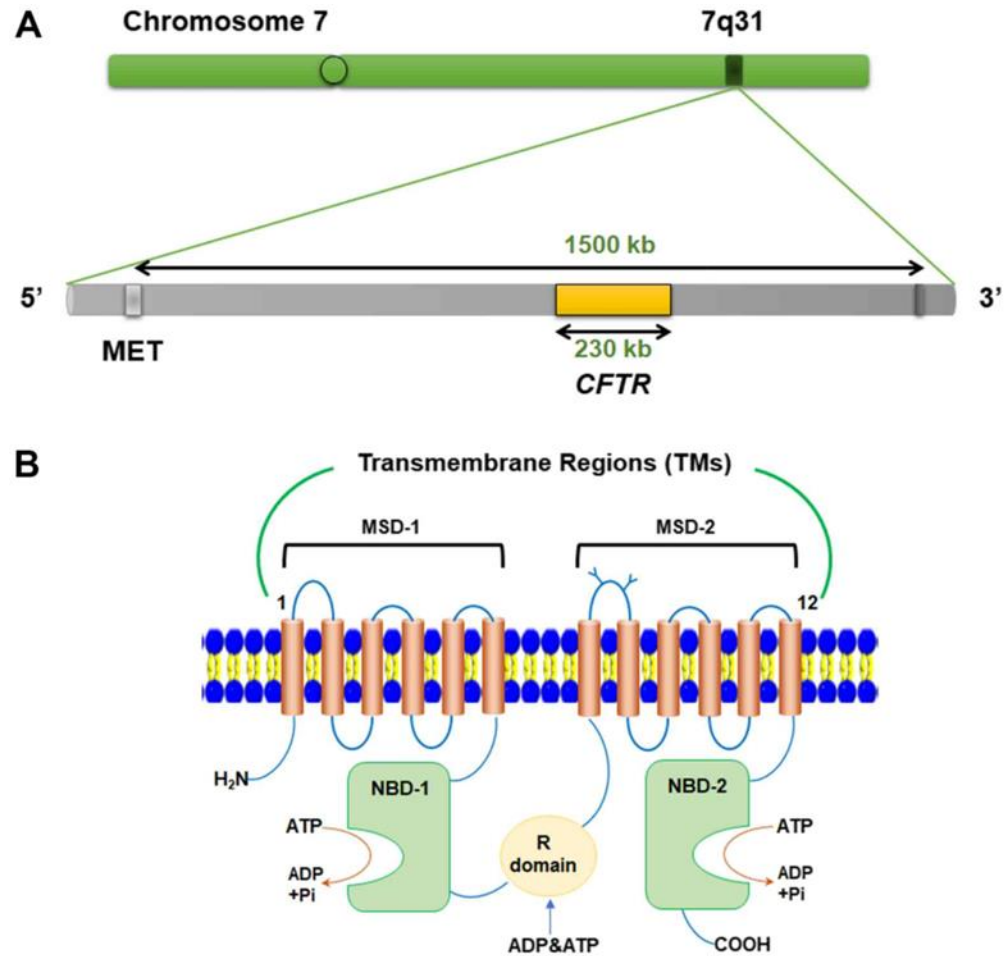 A
Chromosome 7
7q31
1500 kb
5’
3’
MET
230 kb
CFTR
B
Transmembrane Regions (TMs)
MSD-1
MSD-2
1
12
H₂N
NBD-1
NBD-2
ATP
ADP
+Pi
R
domain
ATP
ADP
+Pi
ADP&ATP
COOH